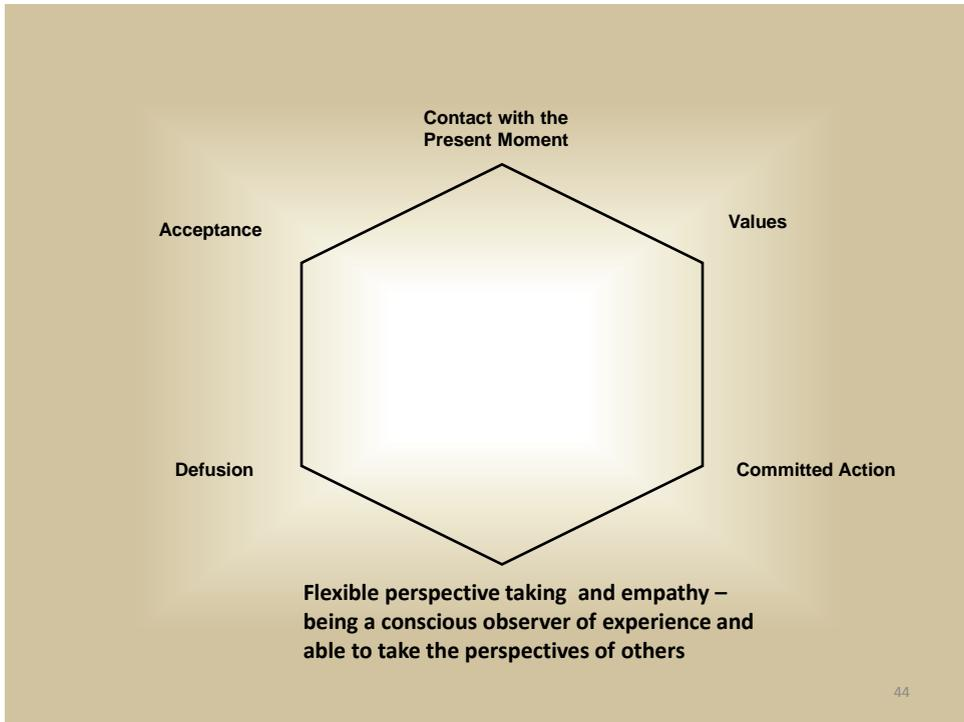 Contact with the
Present Moment
Acceptance
Values
Defusion
Committed Action
Flexible perspective taking  and empathy –
being a conscious observer of experience and
able to take the perspectives of others
44